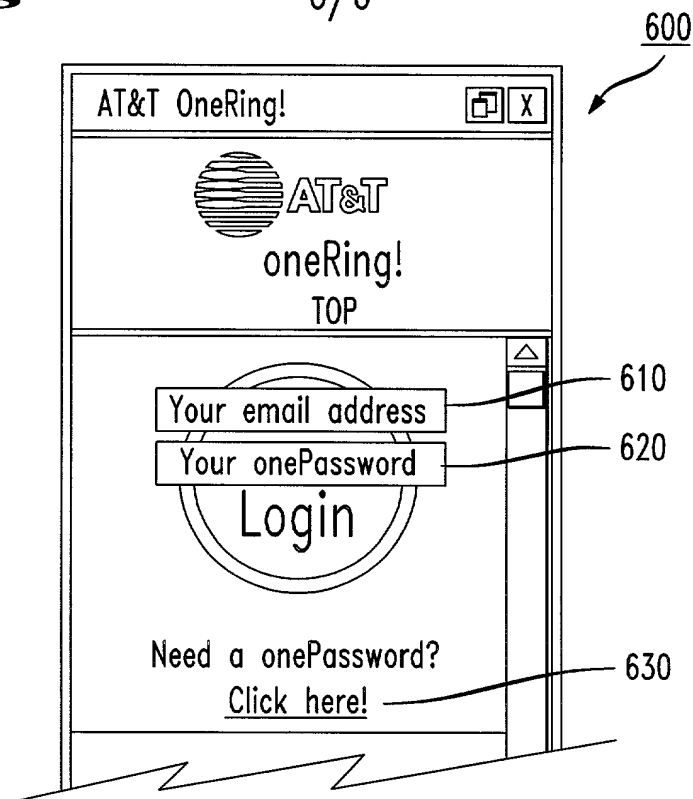 600
AT&T OneRing!
X
AT&T
oneRing!
TOP
Your email address
610
Your onePassword
620
Login
Need a onePassword?
Click here!
630